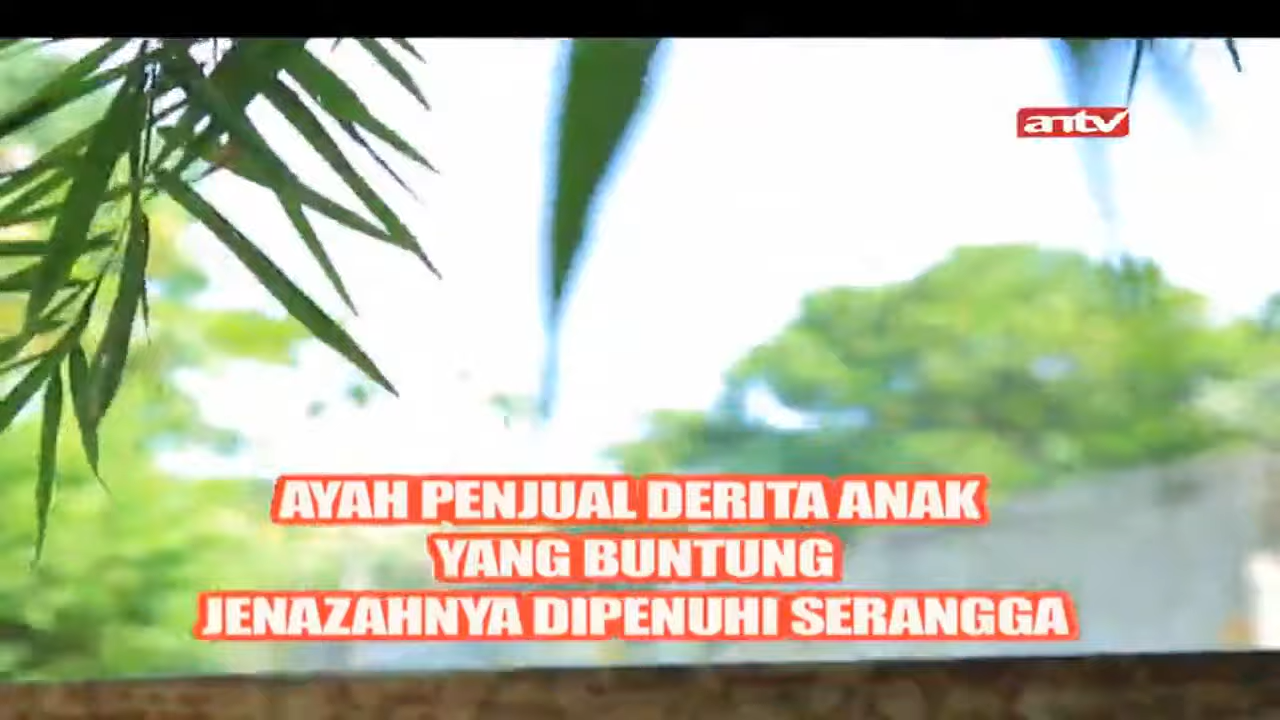 antv
AYAH PENJUAL DERITA ANAK
YANG BUNTUNG
JENAZAHNYA DIPENUHI SERANGGA